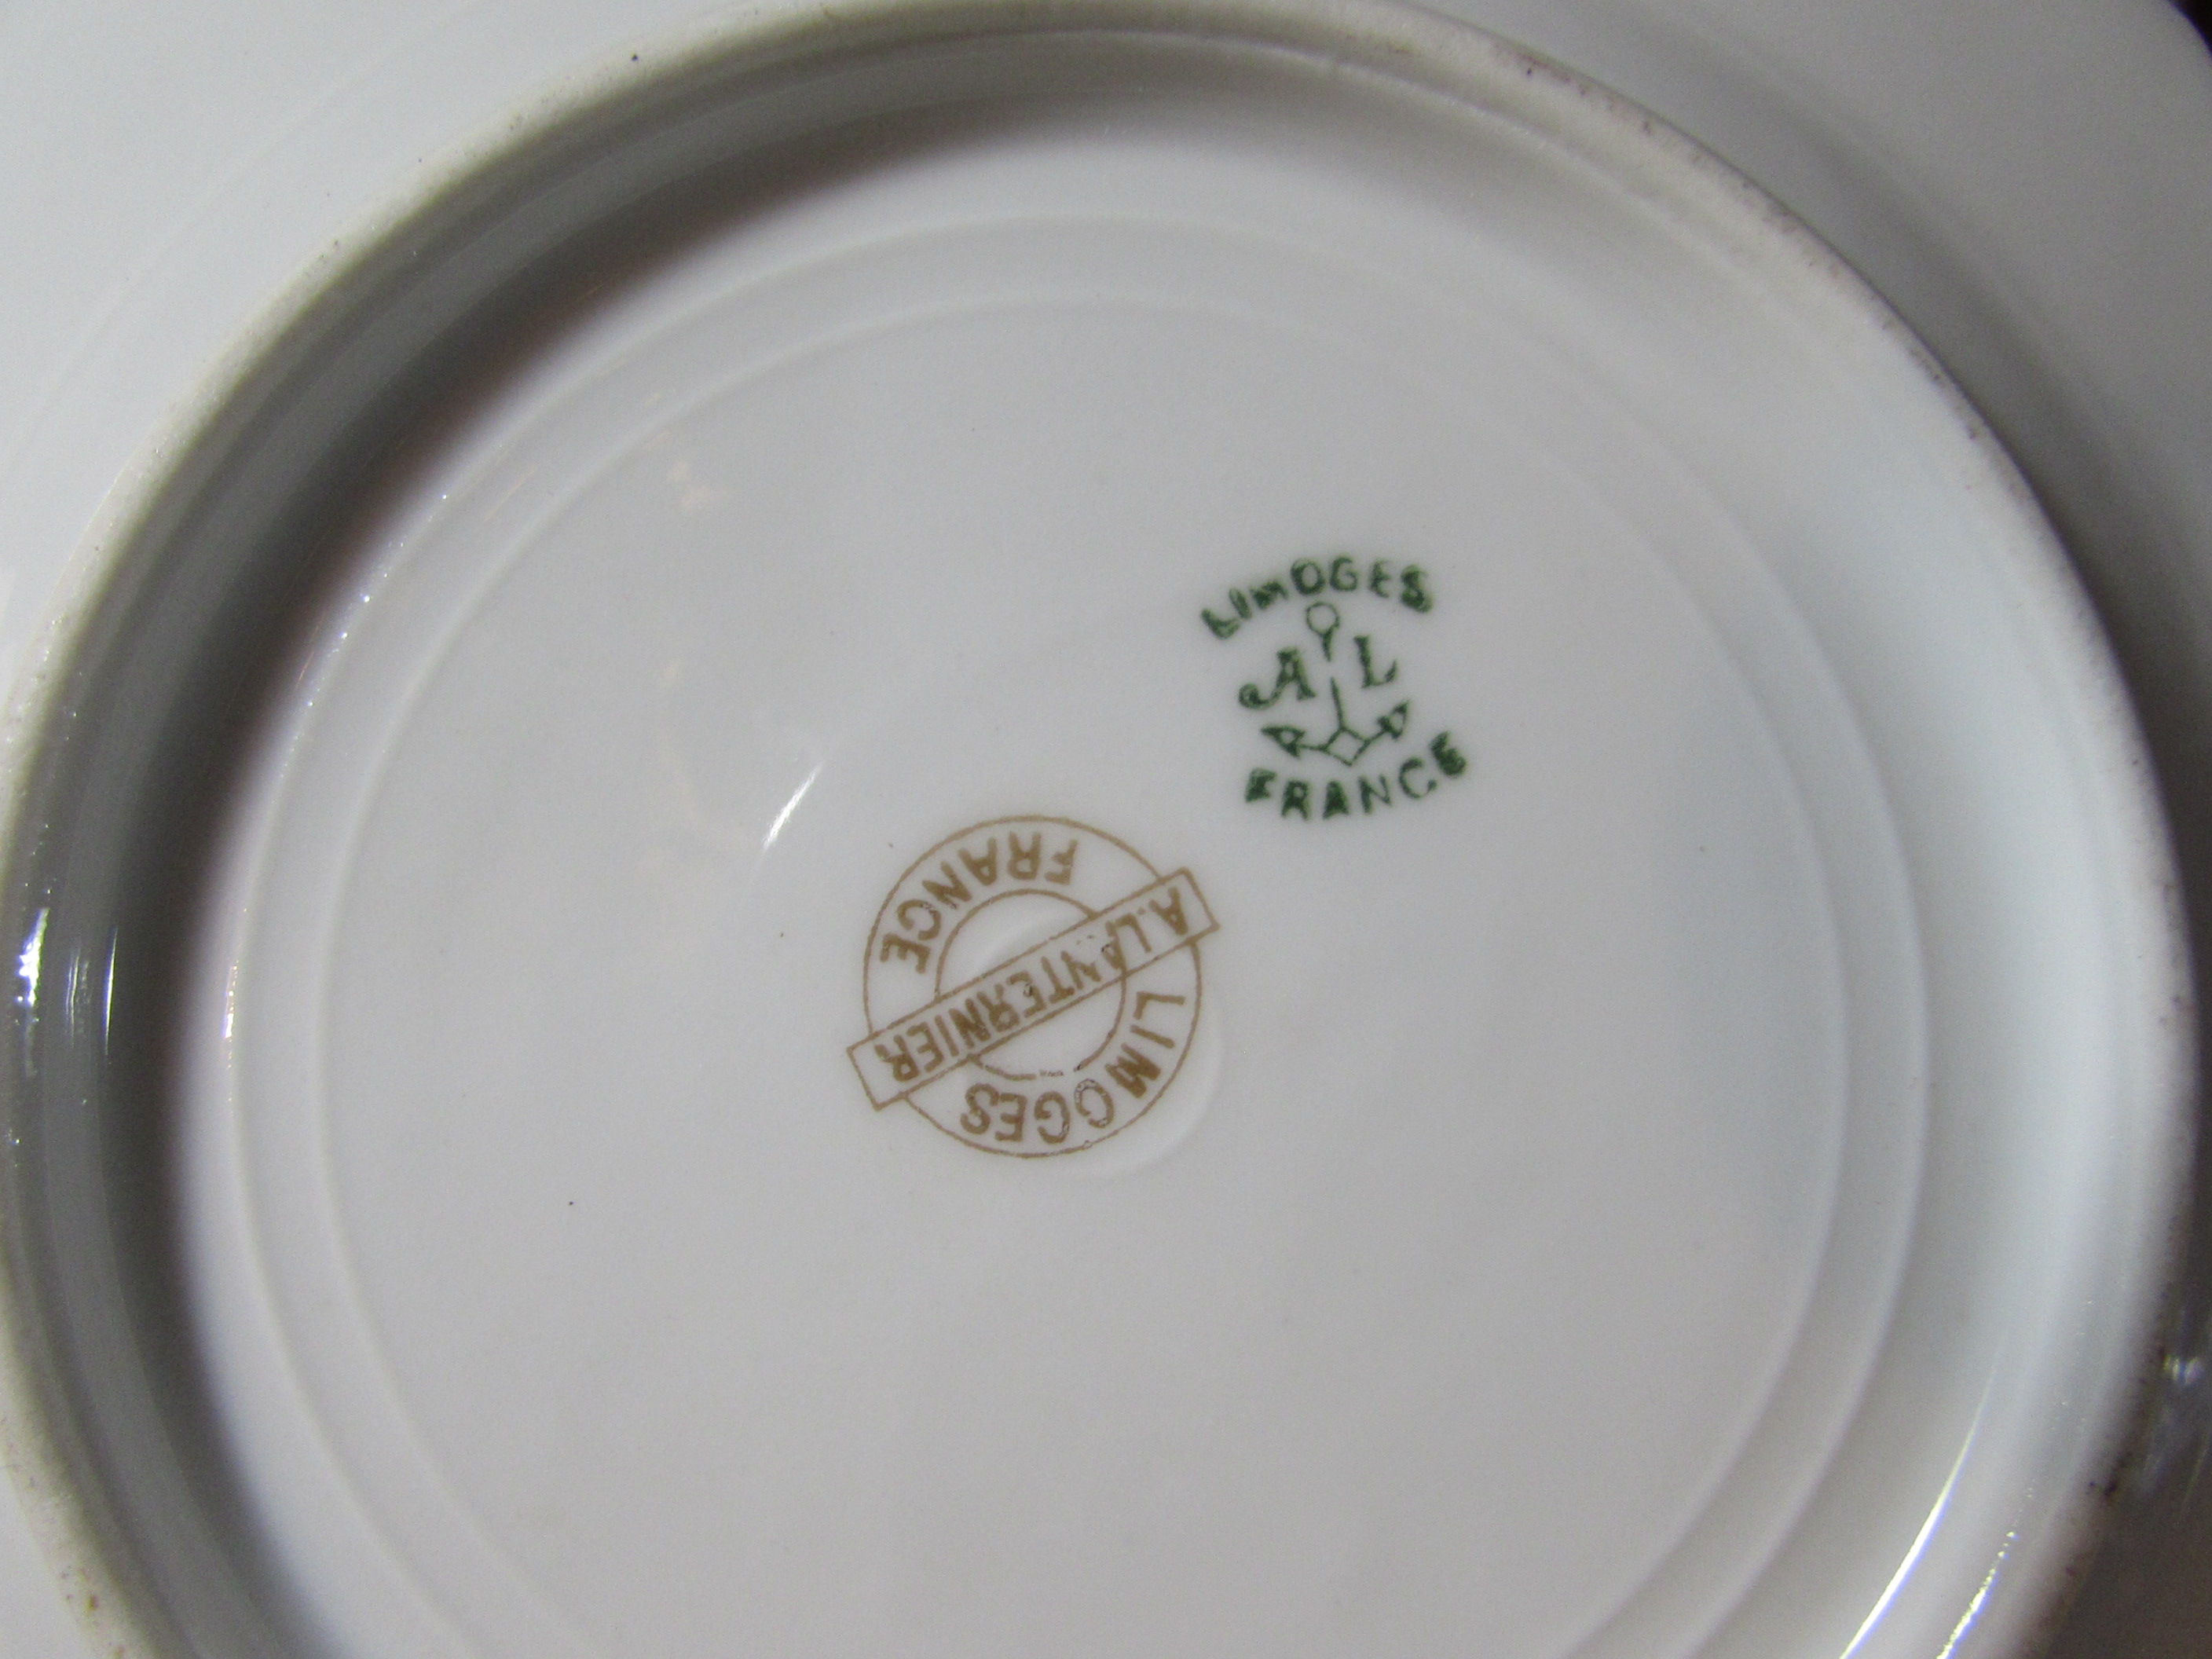 LIMOGES
A L
FRANCE
FRANCE
A. LANTERNIER
LIMOGES